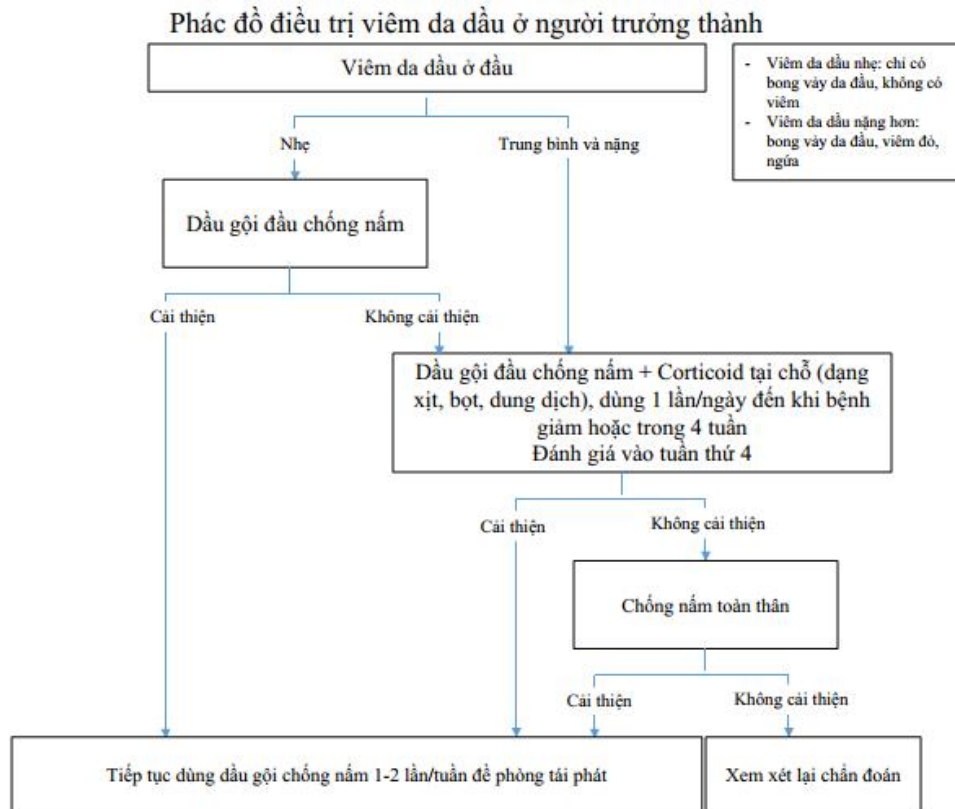 Phác đồ điều trị viêm da dầu ở người trưởng thành
Viêm da dầu ở đầu
- Viêm da dầu nhẹ: chỉ có
bong vảy da đầu, không có
viêm
- Viêm da dầu nặng hơn:
bong vảy da đầu, viêm đỏ,
ngứa
Nhẹ
Trung bình và nặng
Dầu gội đầu chống nấm
Cải thiện
Không cải thiện
Dầu gội đầu chống nấm + Corticoid tại chỗ (dạng
xịt, bọt, dung dịch), dùng 1 lần/ngày đến khi bệnh
giảm hoặc trong 4 tuần
Đánh giá vào tuần thứ 4
Cải thiện
Không cải thiện
Chống nấm toàn thân
Cải thiện
Không cải thiện
Tiếp tục dùng dầu gội chống nấm 1-2 lần/tuần đề phòng tái phát
Xem xét lại chẩn đoán